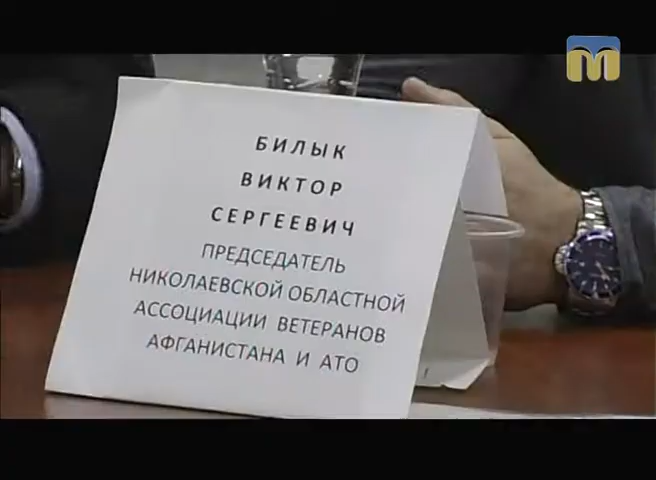 БИЛЫК
ВИКТОР
СЕРГЕЕВИЧ
ПРЕДСЕДАТЕЛЬ
НИКОЛАЕВСКОЙ ОБЛАСТНОЙ
АССОЦИАЦИИ ВЕТЕРАНОВ
АФГАНИСТАНА И АТО